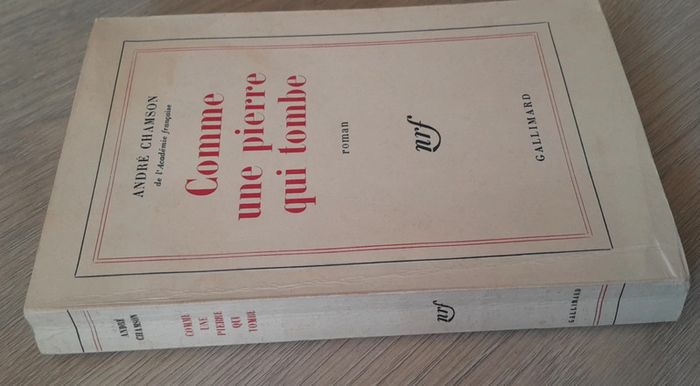 ANDRÉ CHAMSON
de l'Académie française
Comme
une pierre
qui tombe
roman
nrf
GALLIMARD
ANDRÉ
CHAMSON
COMME
UNE
PIERRE
QUI
TOMBE
nrf
GALLIMARD